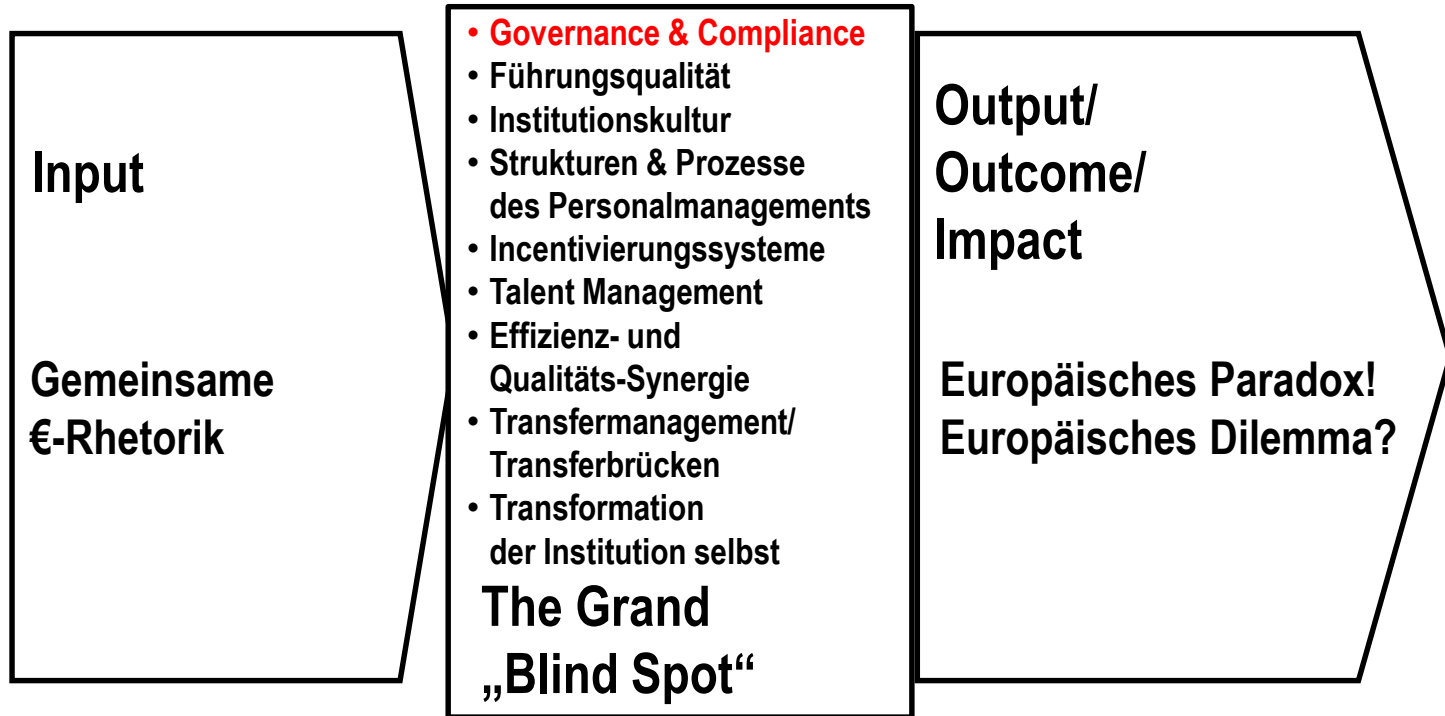 Input
Gemeinsame
€-Rhetorik
• Governance & Compliance
• Führungsqualität
• Institutionskultur
• Strukturen & Prozesse
des Personalmanagements
• Incentivierungssysteme
• Talent Management
• Effizienz- und
Qualitäts-Synergie
• Transfermanagement/
Transferbrücken
• Transformation
der Institution selbst
The Grand
„Blind Spot“
Output/
Outcome/
Impact
Europäisches Paradox!
Europäisches Dilemma?